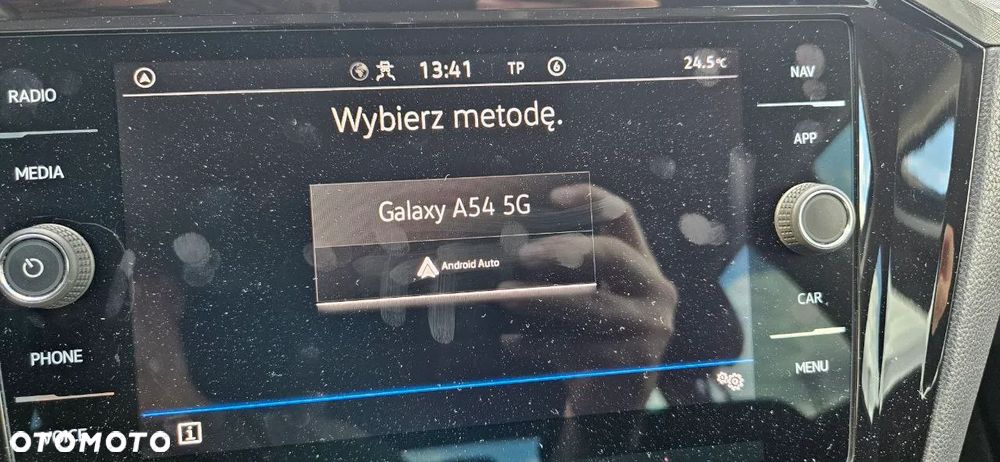 RADIO
13:41
TP
6
24.5°C
NAV
MEDIA
Wybierz metodę.
APP
Galaxy A54 5G
Android Auto
CAR
PHONE
MENU
VOICE
i
OTOMOTO